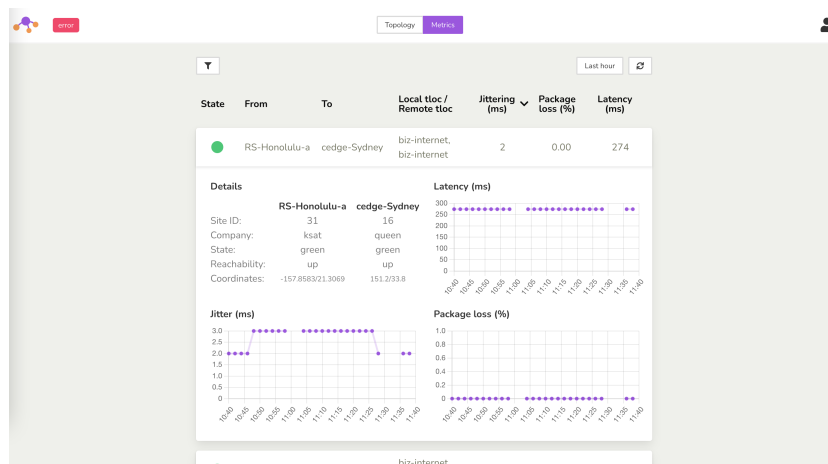 error
Topology
Metrics
Last hour
State From To Local tloc / Remote tloc Jittering (ms) Package loss (%) Latency (ms)
RS-Honolulu-a cedge-Sydney biz-internet, biz-internet 2 0.00 274
Details
RS-Honolulu-a cedge-Sydney
Site ID: 31 16
Company: ksat queen
State: green green
Reachability: up up
Coordinates: -157.8583/21.3069 151.2/33.8
Latency (ms)
300
250
200
150
100
50
0
10:40 10:45 10:50 10:55 11:00 11:05 11:10 11:15 11:20 11:25 11:30 11:35 11:40
Jitter (ms)
3.0
2.5
2.0
1.5
1.0
0.5
0
10:40 10:45 10:50 10:55 11:00 11:05 11:10 11:15 11:20 11:25 11:30 11:35 11:40
Package loss (%)
1.0
0.8
0.6
0.4
0.2
0
10:40 10:45 10:50 10:55 11:00 11:05 11:10 11:15 11:20 11:25 11:30 11:35 11:40
biz-internet